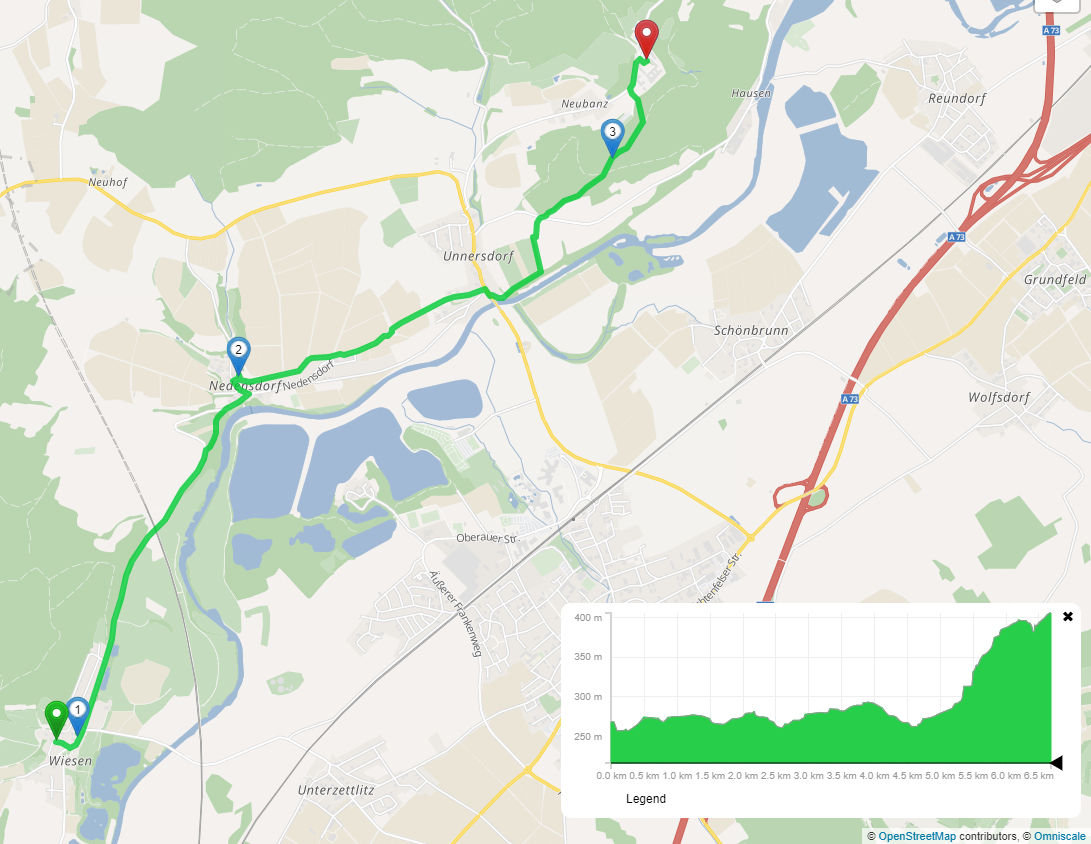 A 73
Reundorf
Hausen
Neubanz
3
Neuhof
A 73
Unnersdorf
Grundfeld
Schönbrunn
2
Nedensdorf
Nedensdorf
A 73
Wolfsdorf
Oberauer Str.
Äußerer Frankenweg
chtenfelser Str.
1
Wiesen
Unterzettlitz
400 m
350 m
300 m
250 m
0.0 km 0.5 km 1.0 km 1.5 km 2.0 km 2.5 km 3.0 km 3.5 km 4.0 km 4.5 km 5.0 km 5.5 km 6.0 km 6.5 km
Legend
© OpenStreetMap contributors, © Omniscale